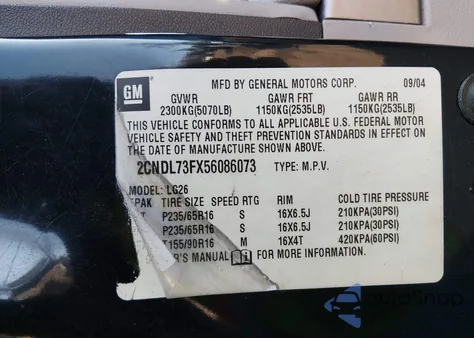 MFD BY GENERAL MOTORS CORP. 09/04
GM
GVWR GAWR FRT GAWR RR
2300KG(5070LB) 1150KG(2535LB) 1150KG(2535LB)
THIS VEHICLE CONFORMS TO ALL APPLICABLE U.S. FEDERAL MOTOR
VEHICLE SAFETY AND THEFT PREVENTION STANDARDS IN EFFECT ON
THE DATE OF MANUFACTURE SHOWN ABOVE.
2CNDL73FX56086073 TYPE: M.P.V.
MODEL: LG26
TPAK TIRE SIZE SPEED RTG RIM COLD TIRE PRESSURE
T P235/65R16 S 16X6.5J 210KPA(30PSI)
P235/65R16 S 16X6.5J 210KPA(30PSI)
T155/90R16 M 16X4T 420KPA(60PSI)
R'S MANUAL FOR MORE INFORMATION.
autoSnap